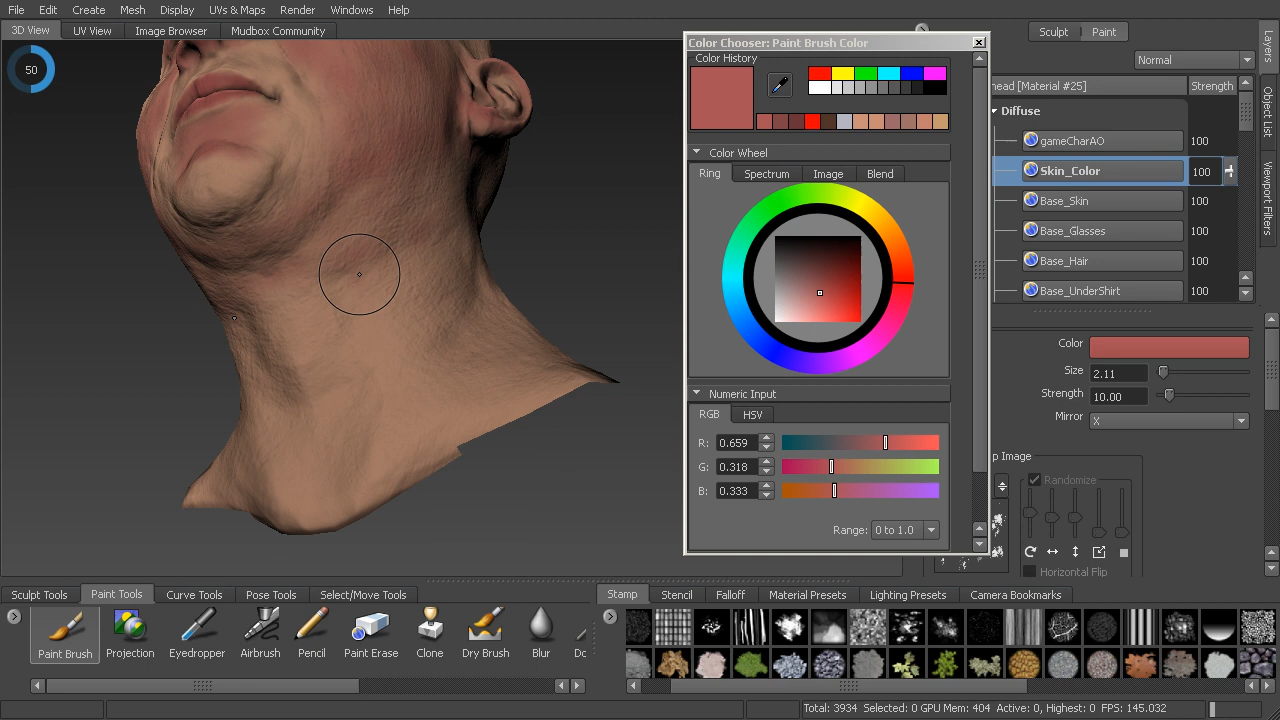 File Edit Create Mesh Display UVs & Maps Render Windows Help
3D View UV View Image Browser Mudbox Community
50
Color Chooser: Paint Brush Color
Color History
Color Wheel
Ring Spectrum Image Blend
Numeric Input
RGB HSV
R: 0.659
G: 0.318
B: 0.333
Range: 0 to 1.0
Sculpt Paint
Normal
head [Material #25] Strength
Diffuse
gameCharAO 100
Skin_Color 100
Base_Skin 100
Base_Glasses 100
Base_Hair 100
Base_UnderShirt 100
Layers
Object List
Viewport Filters
Color
Size 2.11
Strength 10.00
Mirror X
p Image
Randomize
Horizontal Flip
Sculpt Tools Paint Tools Curve Tools Pose Tools Select/Move Tools
Paint Brush Projection Eyedropper Airbrush Pencil Paint Erase Clone Dry Brush Blur Do
Stamp Stencil Falloff Material Presets Lighting Presets Camera Bookmarks
Total: 3934 Selected: 0 GPU Mem: 404 Active: 0, Highest: 0 FPS: 145.032